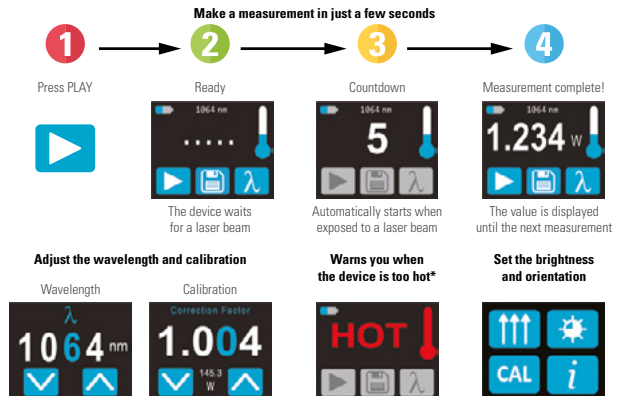 Make a measurement in just a few seconds
1
2
3
4
Press PLAY
Ready
Countdown
Measurement complete!
1064 nm
.....
λ
1064 nm
5
λ
1064 nm
1.234 W
λ
The device waits
for a laser beam
Automatically starts when
exposed to a laser beam
The value is displayed
until the next measurement
Adjust the wavelength and calibration
Wavelength
Calibration
λ
1064 nm
Correction Factor
1.004
145.3
W
Warns you when
the device is too hot*
HOT
λ
Set the brightness
and orientation
CAL
i